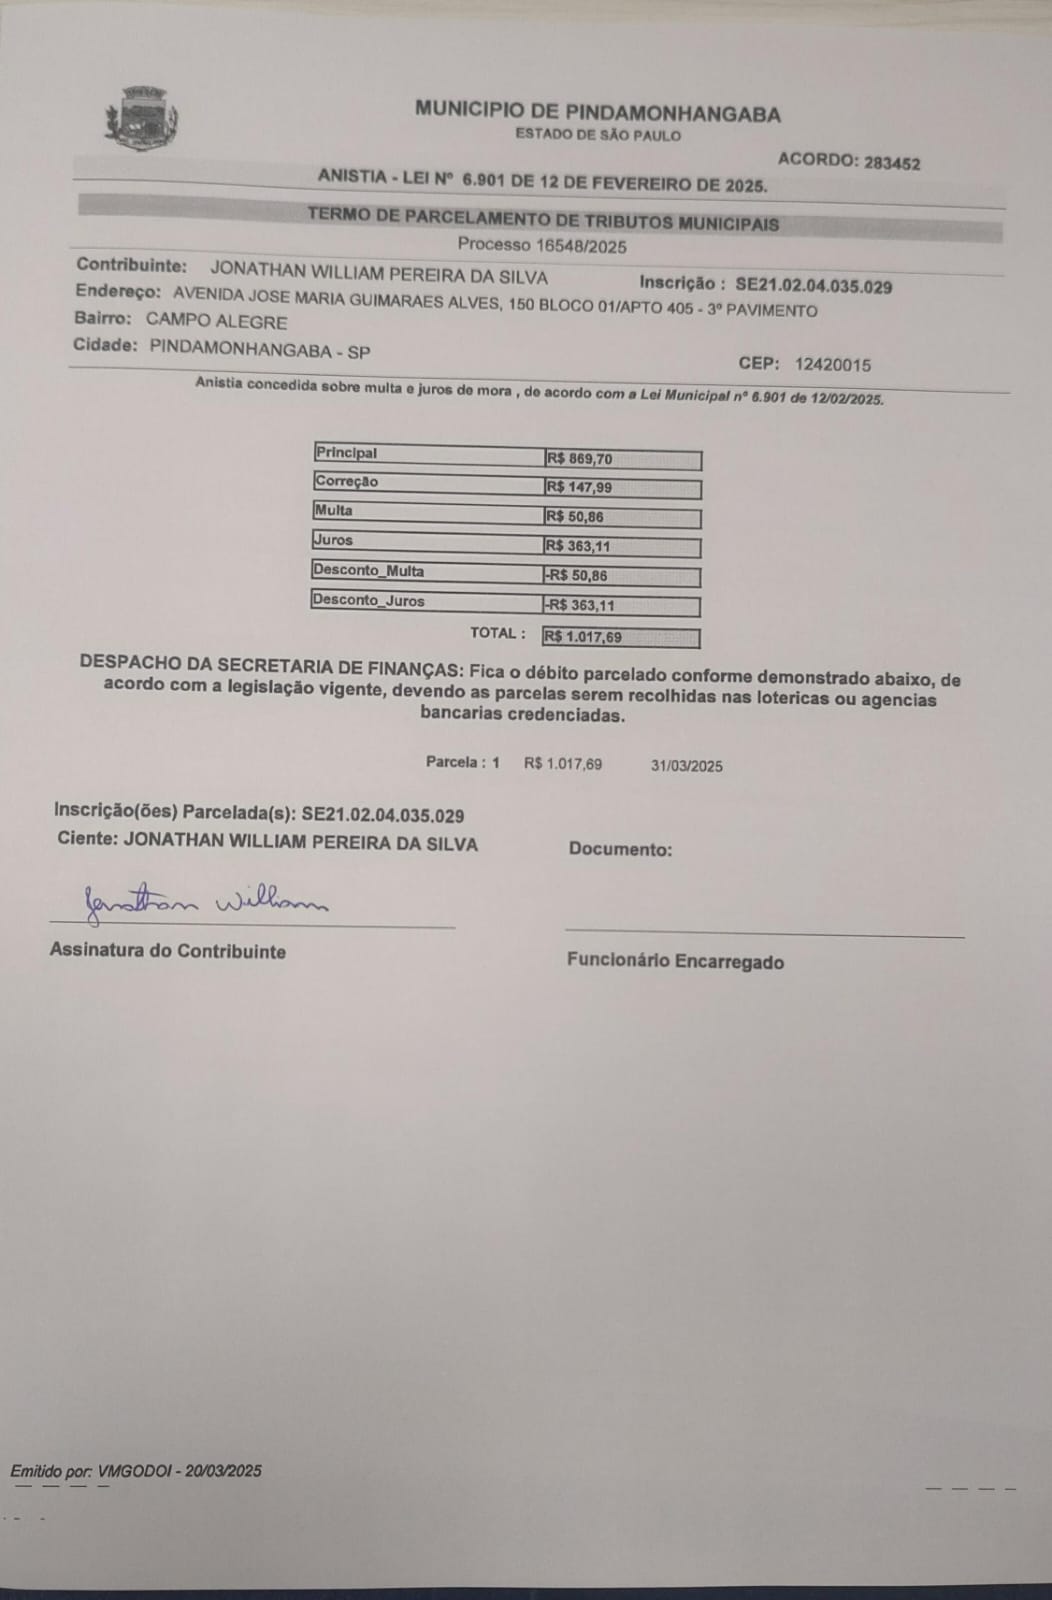 MUNICIPIO DE PINDAMONHANGABA
ESTADO DE SÃO PAULO
ACORDO: 283452
ANISTIA - LEI Nº 6.901 DE 12 DE FEVEREIRO DE 2025.
TERMO DE PARCELAMENTO DE TRIBUTOS MUNICIPAIS
Processo 16548/2025
Contribuinte: JONATHAN WILLIAM PEREIRA DA SILVA Inscrição : SE21.02.04.035.029
Endereço: AVENIDA JOSE MARIA GUIMARAES ALVES, 150 BLOCO 01/APTO 405 - 3º PAVIMENTO
Bairro: CAMPO ALEGRE
Cidade: PINDAMONHANGABA - SP CEP: 12420015
Anistia concedida sobre multa e juros de mora , de acordo com a Lei Municipal nº 6.901 de 12/02/2025.
Principal R$ 869,70
Correção R$ 147,99
Multa R$ 50,86
Juros R$ 363,11
Desconto_Multa -R$ 50,86
Desconto_Juros -R$ 363,11
TOTAL : R$ 1.017,69
DESPACHO DA SECRETARIA DE FINANÇAS: Fica o débito parcelado conforme demonstrado abaixo, de
acordo com a legislação vigente, devendo as parcelas serem recolhidas nas lotericas ou agencias
bancarias credenciadas.
Parcela : 1 R$ 1.017,69 31/03/2025
Inscrição(ões) Parcelada(s): SE21.02.04.035.029
Ciente: JONATHAN WILLIAM PEREIRA DA SILVA Documento:
Jonathan William
Assinatura do Contribuinte Funcionário Encarregado
Emitido por: VMGODOI - 20/03/2025